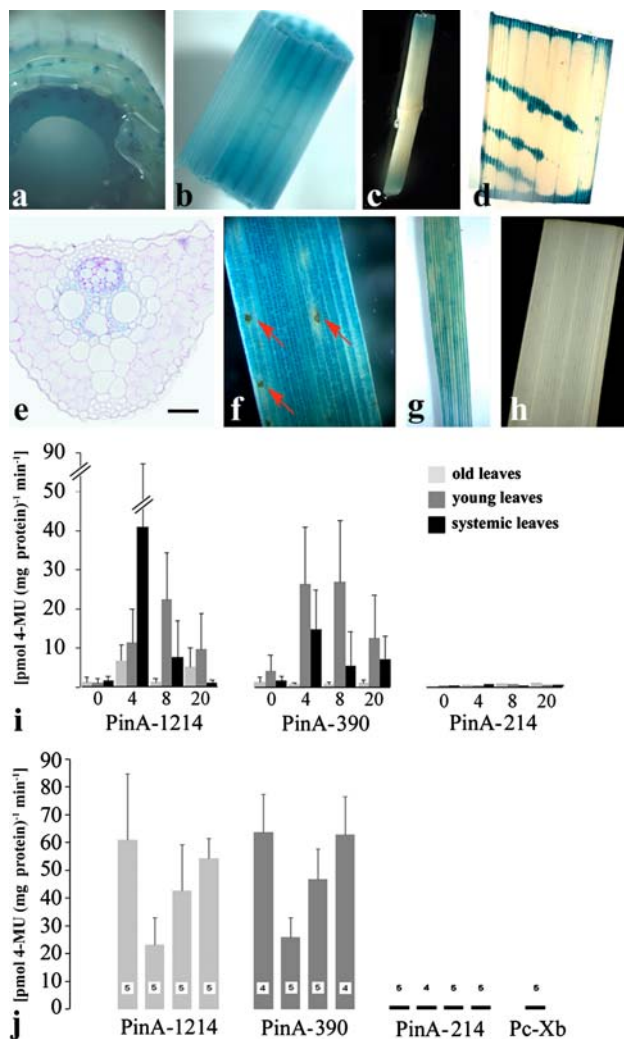 a b c d
e f g h
90
50
40
30
20
10
[pmol 4-MU (mg protein)-1 min-1]
old leaves
young leaves
systemic leaves
0 4 8 20 0 4 8 20 0 4 8 20
i PinA-1214 PinA-390 PinA-214
90
80
70
60
50
40
30
20
10
0
[pmol 4-MU (mg protein)-1 min-1]
5 5 5 5 4 5 5 4 5 4 5 5 5
j PinA-1214 PinA-390 PinA-214 Pc-Xb